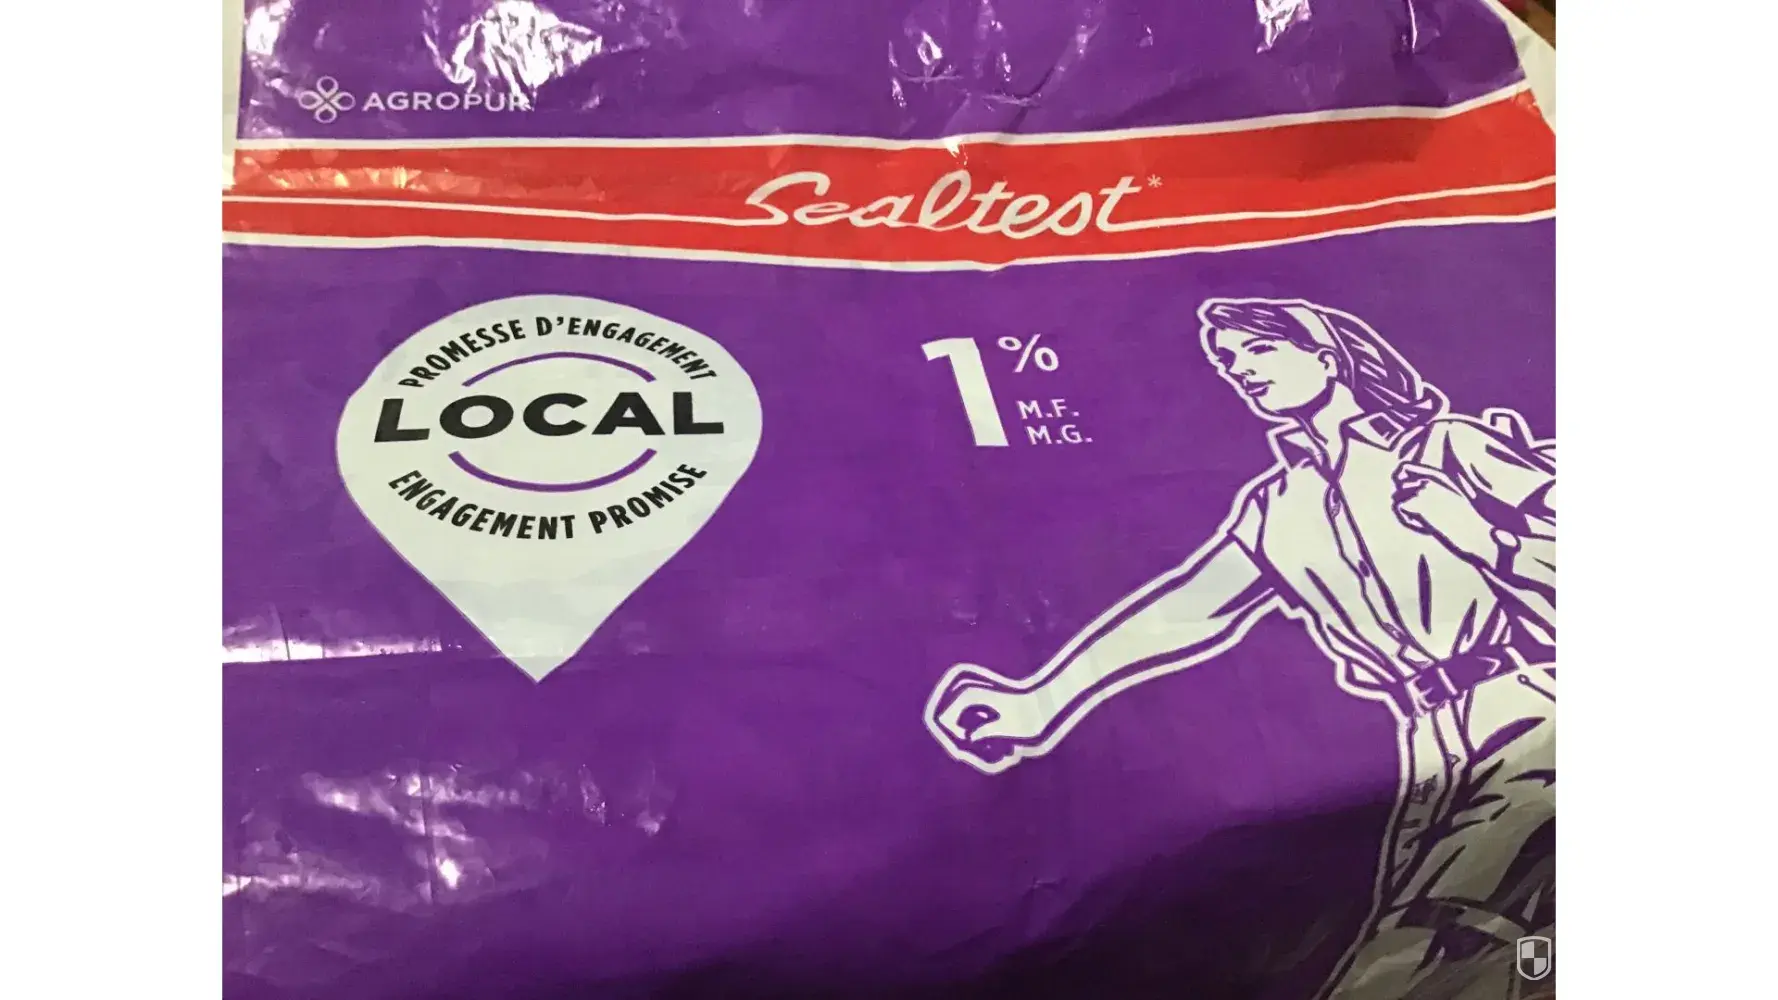 AGROPUR
Sealtest*
PROMESSE D'ENGAGEMENT
LOCAL
ENGAGEMENT PROMISE
1%
M.F.
M.G.